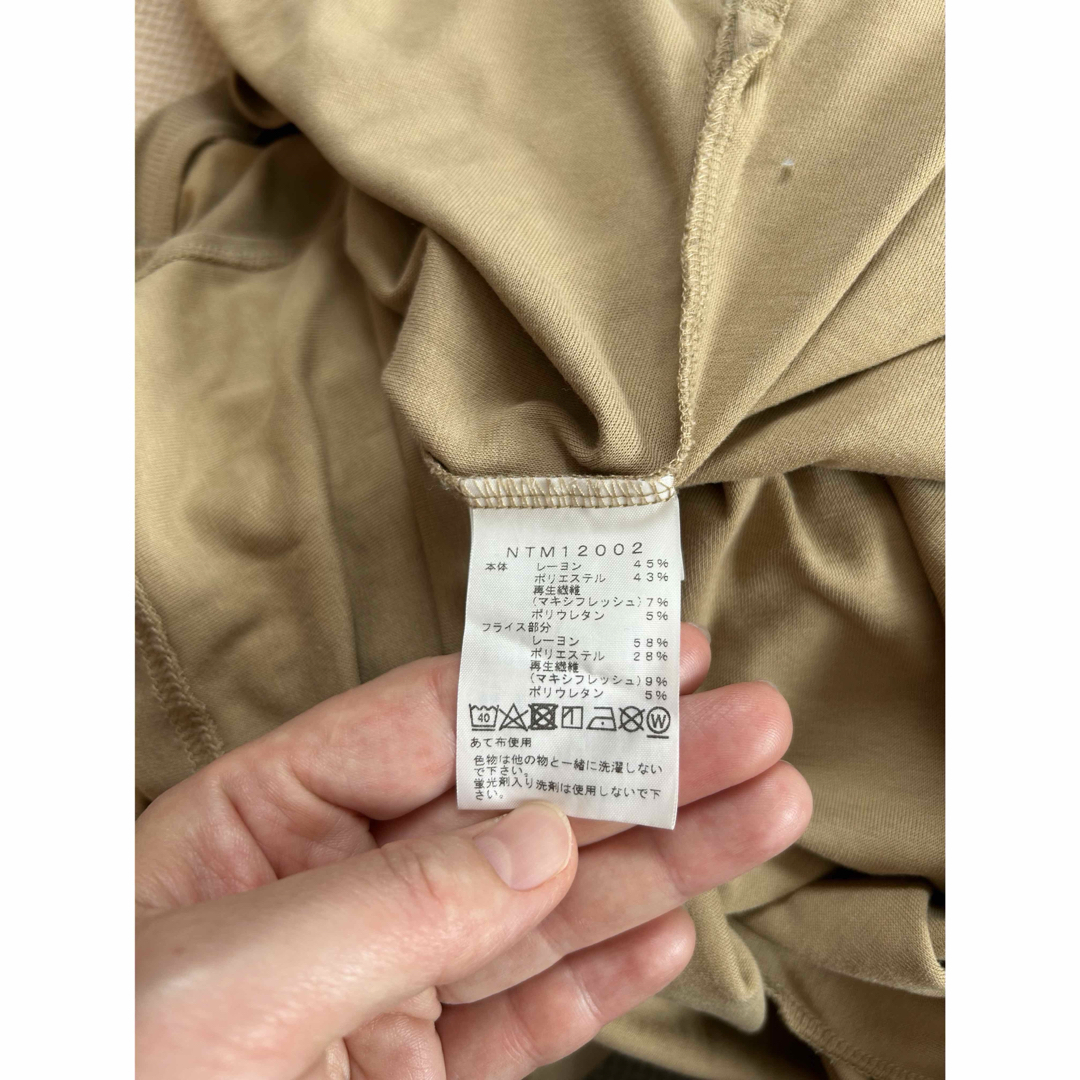 NTM12002
本体 レーヨン 45%
ポリエステル 43%
再生繊維
(マキシフレッシュ)7%
ポリウレタン 5%
フライス部分
レーヨン 58%
ポリエステル 28%
再生繊維
(マキシフレッシュ)9%
ポリウレタン 5%
40 W
あて布使用
色物は他の物と一緒に洗濯しない
で下さい。
蛍光剤入り洗剤は使用しないで下
さい。